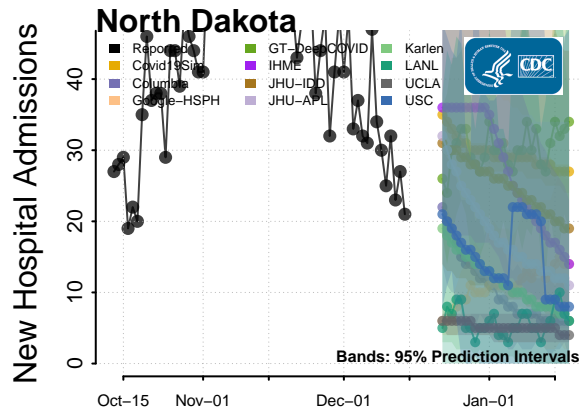 North Dakota
New Hospital Admissions
Reported
Covid19Sim
Columbia
Google−HSPH
GT−DeepCOVID
IHME
JHU−IDD
JHU−APL
Karlen
LANL
UCLA
USC
CDC
40
30
20
10
0
Bands: 95% Prediction Intervals
Oct−15
Nov−01
Dec−01
Jan−01